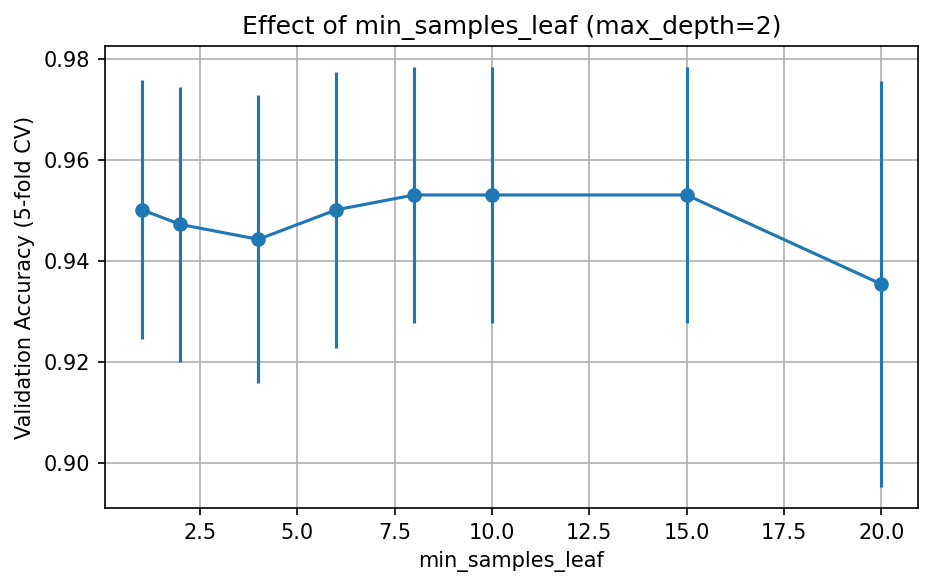 Effect of min_samples_leaf (max_depth=2)
Validation Accuracy (5-fold CV)
0.98
0.96
0.94
0.92
0.90
2.5 5.0 7.5 10.0 12.5 15.0 17.5 20.0
min_samples_leaf